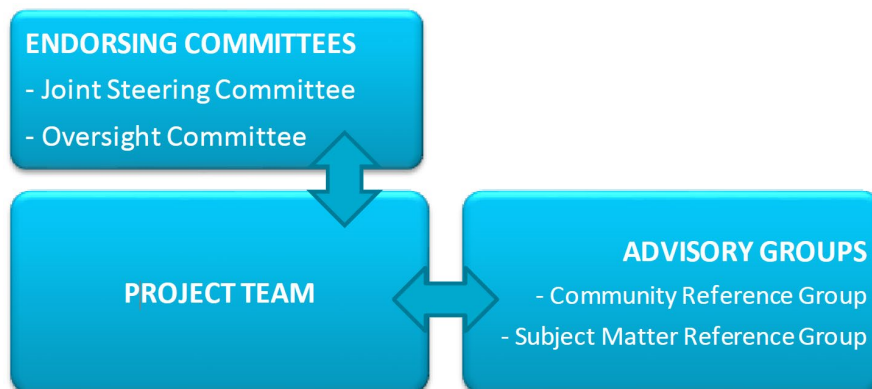 ENDORSING COMMITTEES
- Joint Steering Committee
- Oversight Committee
PROJECT TEAM
ADVISORY GROUPS
- Community Reference Group
- Subject Matter Reference Group